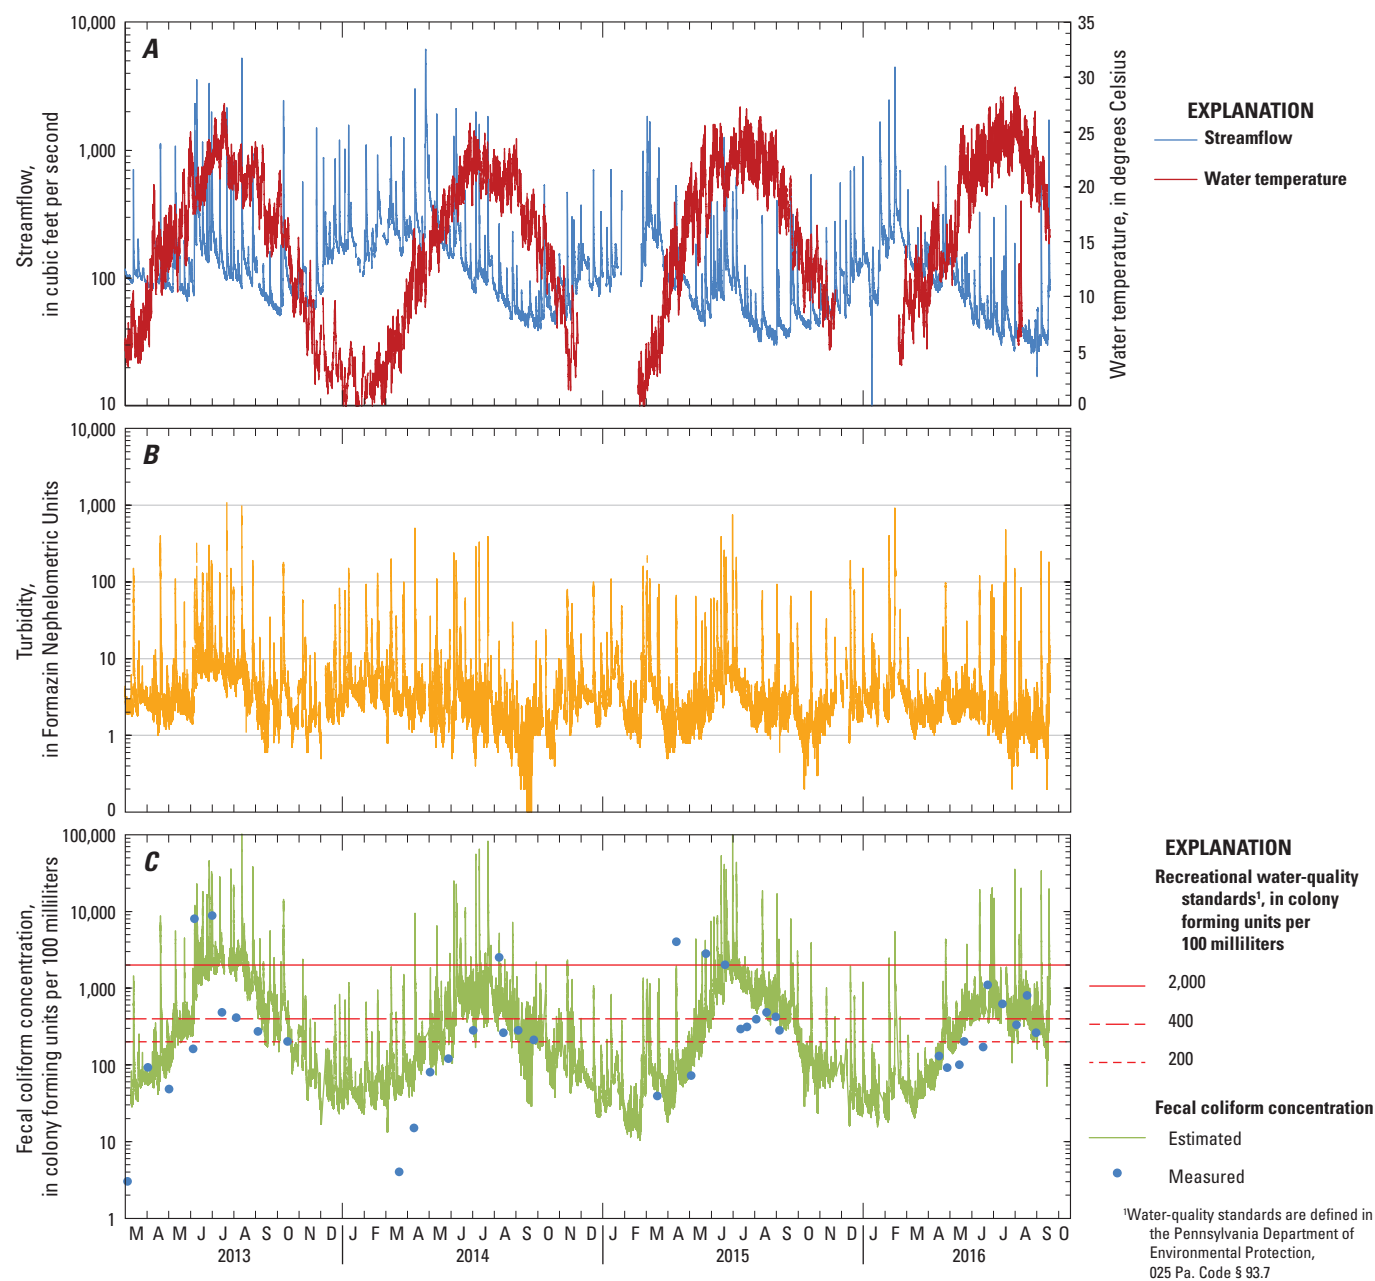 A
Streamflow,
in cubic feet per second
10,000
1,000
100
10
35
30
25
20
15
10
5
0
Water temperature, in degrees Celsius
EXPLANATION
Streamflow
Water temperature
B
Turbidity,
in Formazin Nephelometric Units
10,000
1,000
100
10
1
0
C
Fecal coliform concentration,
in colony forming units per 100 milliliters
100,000
10,000
1,000
100
10
1
EXPLANATION
Recreational water-quality
standards¹, in colony
forming units per
100 milliliters
2,000
400
200
Fecal coliform concentration
Estimated
Measured
M A M J J A S O N D J F M A M J J A S O N D J F M A M J J A S O N D J F M A M J J A S O
2013 2014 2015 2016
¹Water-quality standards are defined in
the Pennsylvania Department of
Environmental Protection,
025 Pa. Code § 93.7